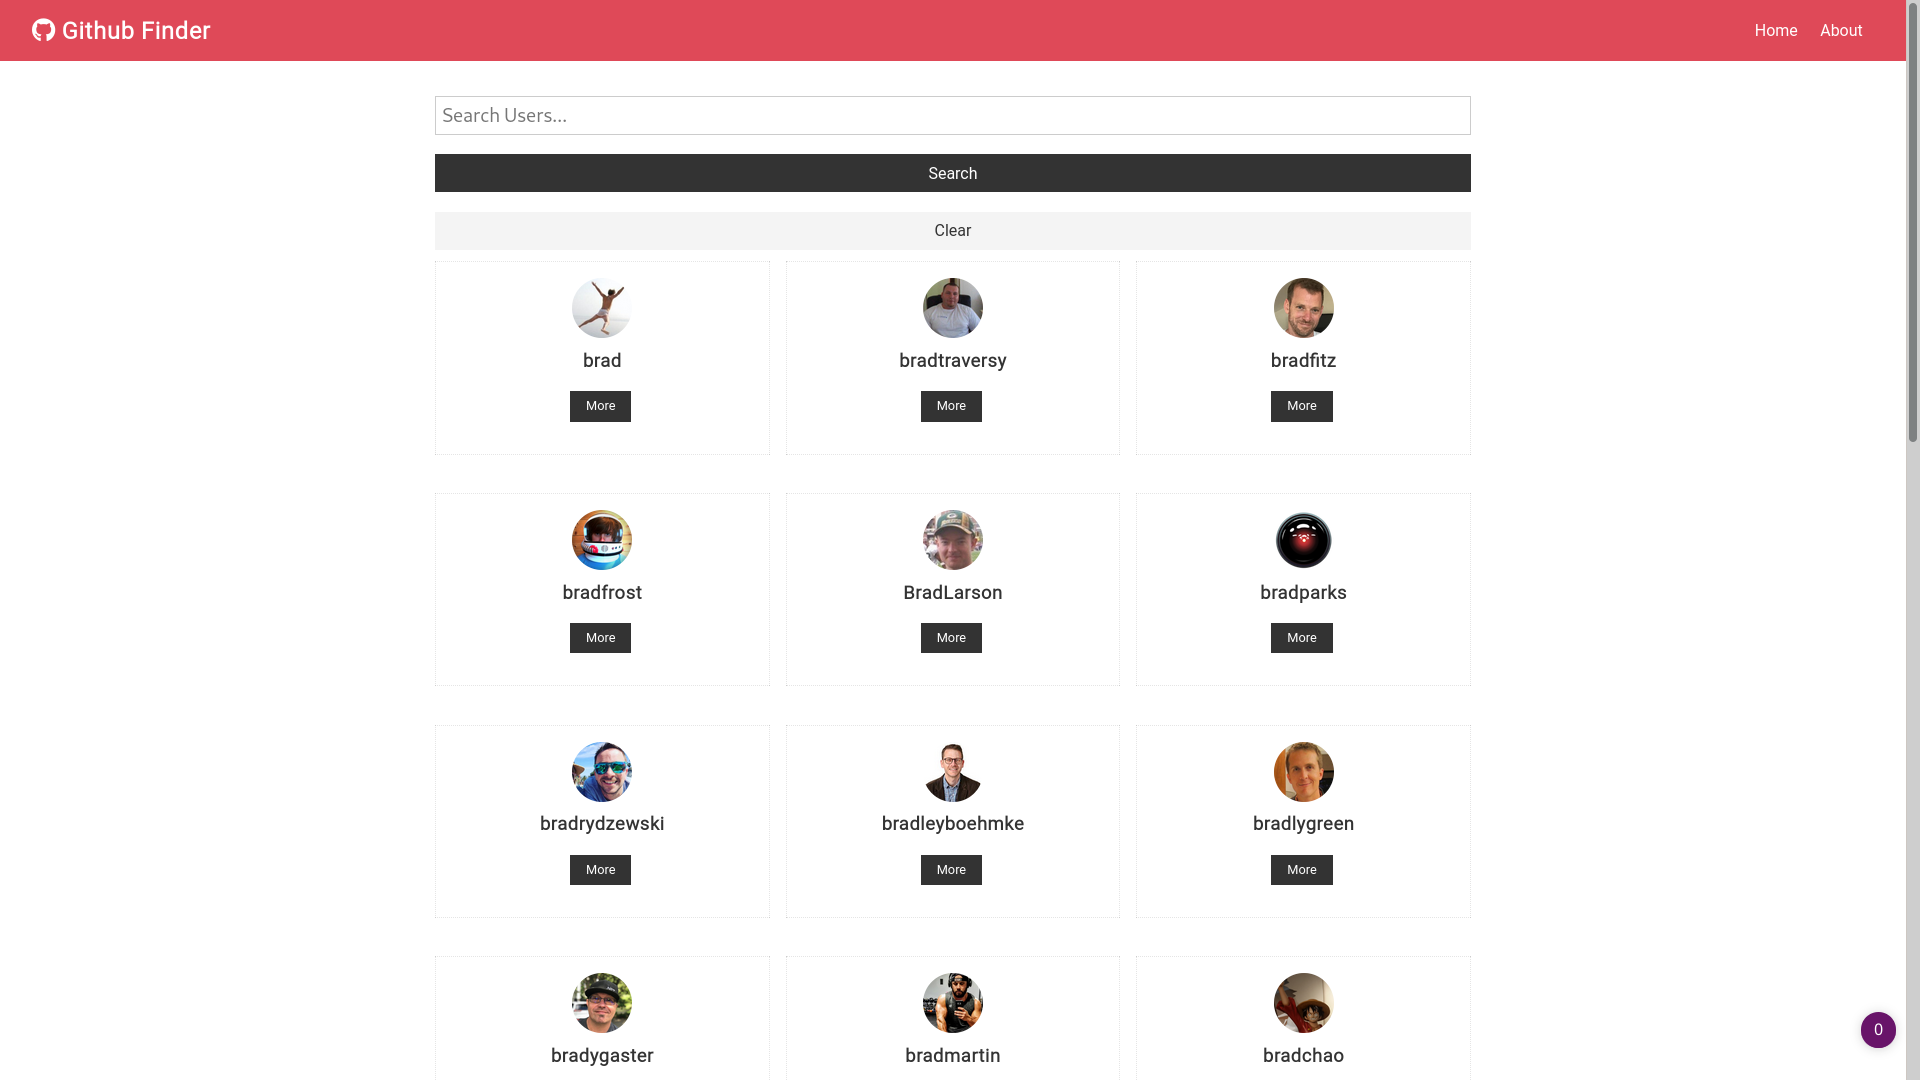 Github Finder
Home About
Search Users...
Search
Clear
brad
More
bradtraversy
More
bradfitz
More
bradfrost
More
BradLarson
More
bradparks
More
bradrydzewski
More
bradleyboehmke
More
bradlygreen
More
bradygaster
bradmartin
bradchao
0